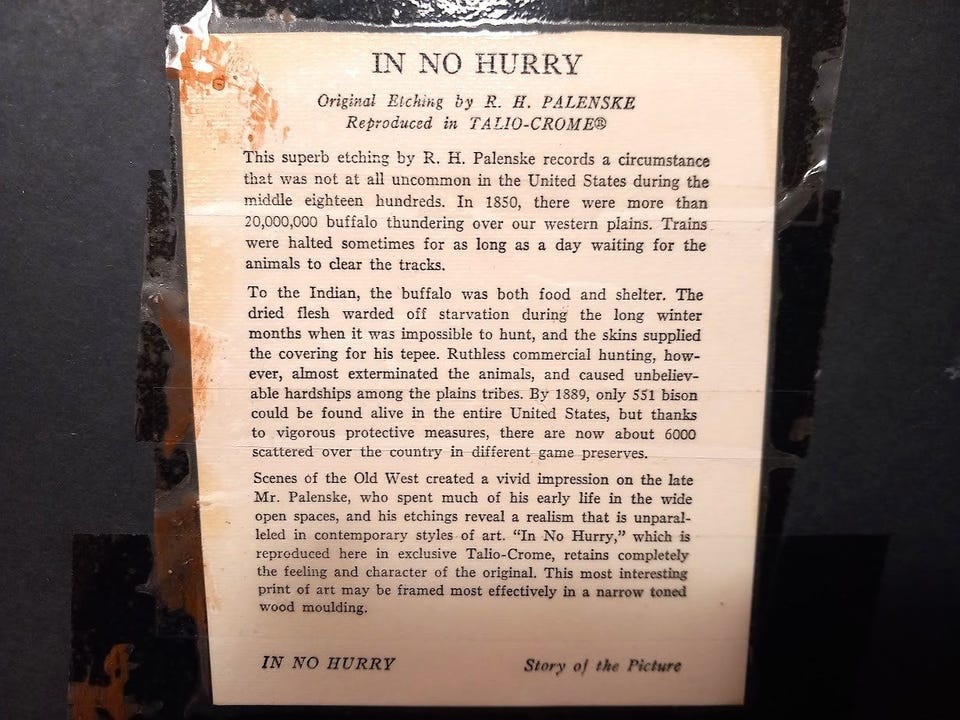 IN NO HURRY
Original Etching by R. H. PALENSKE
Reproduced in TALIO-CROME®
This superb etching by R. H. Palenske records a circumstance
that was not at all uncommon in the United States during the
middle eighteen hundreds. In 1850, there were more than
20,000,000 buffalo thundering over our western plains. Trains
were halted sometimes for as long as a day waiting for the
animals to clear the tracks.
To the Indian, the buffalo was both food and shelter. The
dried flesh warded off starvation during the long winter
months when it was impossible to hunt, and the skins supplied
the covering for his tepee. Ruthless commercial hunting, how-
ever, almost exterminated the animals, and caused unbeliev-
able hardships among the plains tribes. By 1889, only 551 bison
could be found alive in the entire United States, but thanks
to vigorous protective measures, there are now about 6000
scattered over the country in different game preserves.
Scenes of the Old West created a vivid impression on the late
Mr. Palenske, who spent much of his early life in the wide
open spaces, and his etchings reveal a realism that is unparal-
leled in contemporary styles of art. “In No Hurry,” which is
reproduced here in exclusive Talio-Crome, retains completely
the feeling and character of the original. This most interesting
print of art may be framed most effectively in a narrow toned
wood moulding.
IN NO HURRY Story of the Picture